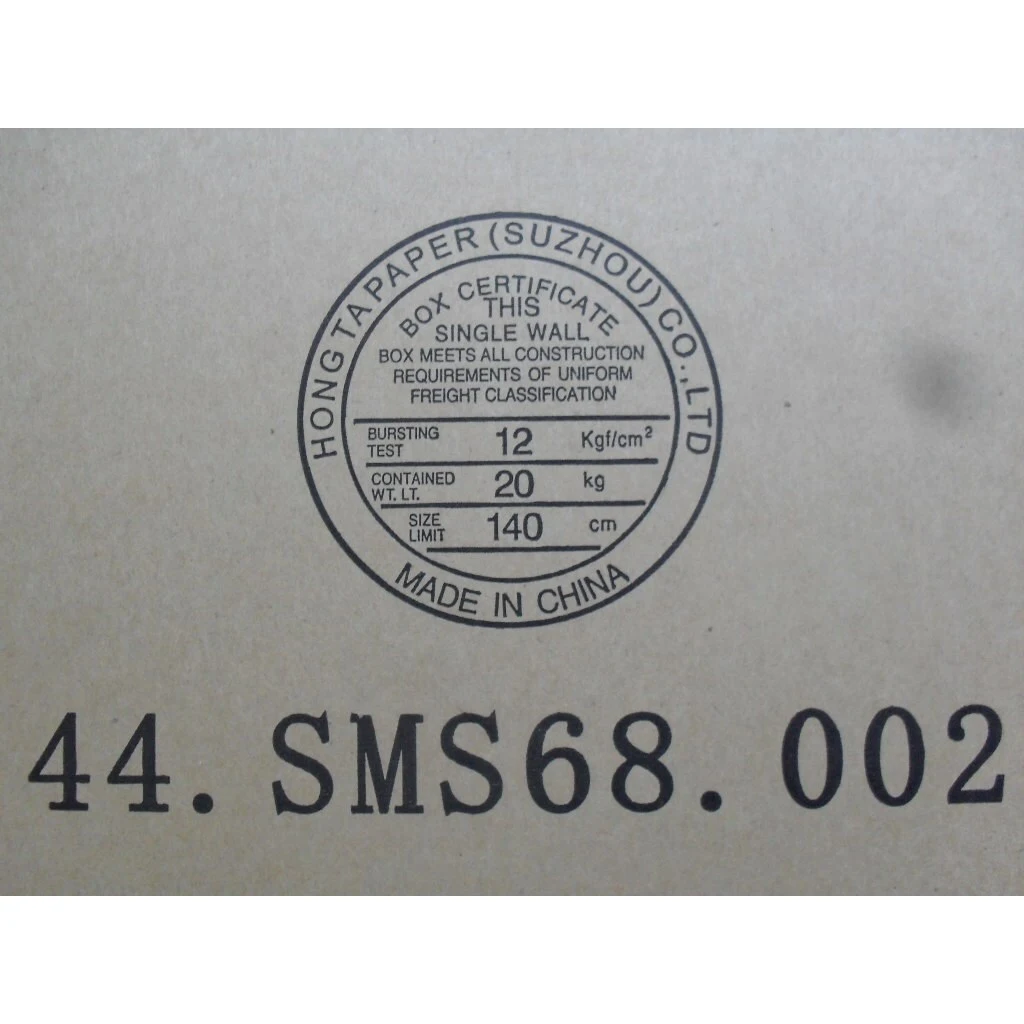 HONG TA PAPER (SUZHOU) CO.,LTD
BOX CERTIFICATE
THIS
SINGLE WALL
BOX MEETS ALL CONSTRUCTION
REQUIREMENTS OF UNIFORM
FREIGHT CLASSIFICATION
BURSTING TEST 12 Kgf/cm²
CONTAINED WT. LT. 20 kg
SIZE LIMIT 140 cm
MADE IN CHINA
44.SMS68.002